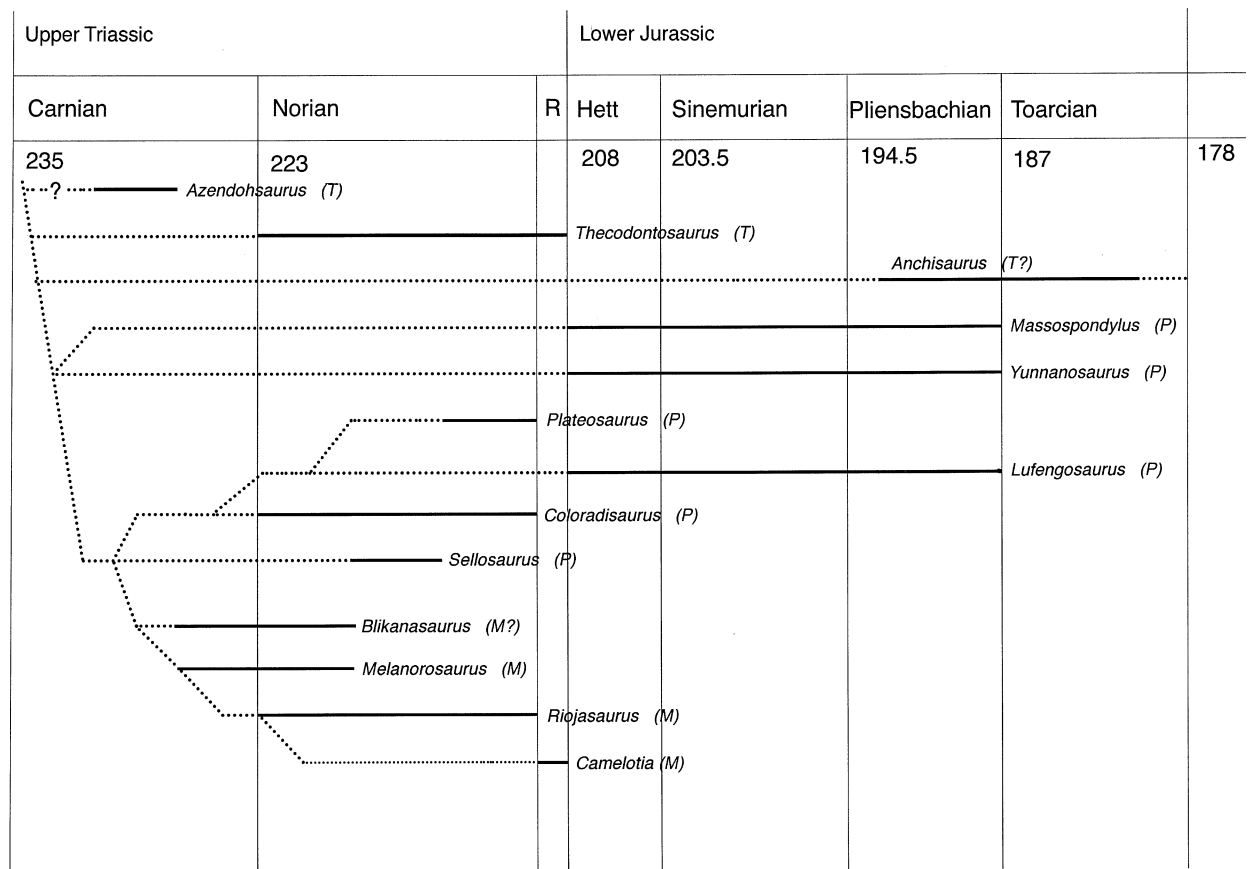 Upper Triassic Lower Jurassic
Carnian Norian R Hett Sinemurian Pliensbachian Toarcian
235 223 208 203.5 194.5 187 178
? Azendohsaurus (T)
Thecodontosaurus (T)
Anchisaurus (T?)
Massospondylus (P)
Yunnanosaurus (P)
Plateosaurus (P)
Lufengosaurus (P)
Coloradisaurus (P)
Sellosaurus (P)
Blikanasaurus (M?)
Melanorosaurus (M)
Riojasaurus (M)
Camelotia (M)